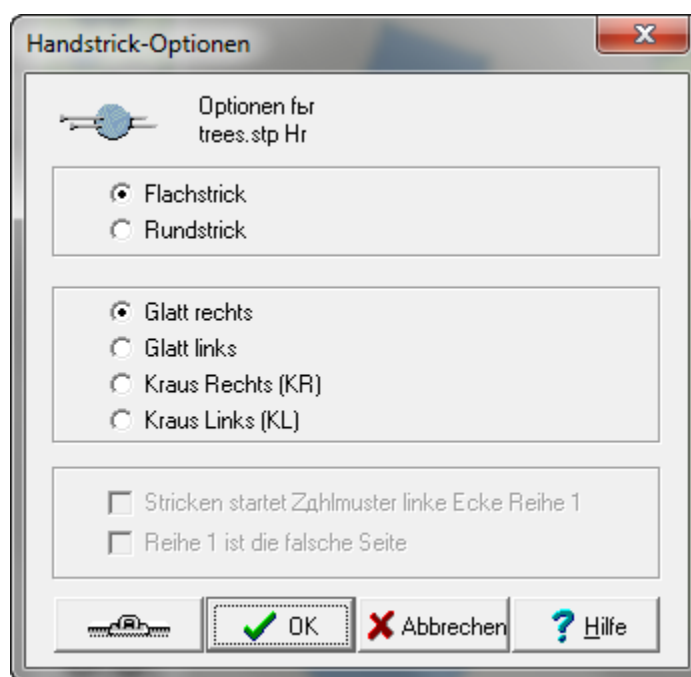 Handstrick-Optionen
Optionen fьr
trees.stp Hr
Flachstrick
Rundstrick
Glatt rechts
Glatt links
Kraus Rechts (KR)
Kraus Links (KL)
Stricken startet Zдhlmuster linke Ecke Reihe 1
Reihe 1 ist die falsche Seite
OK
Abbrechen
Hilfe